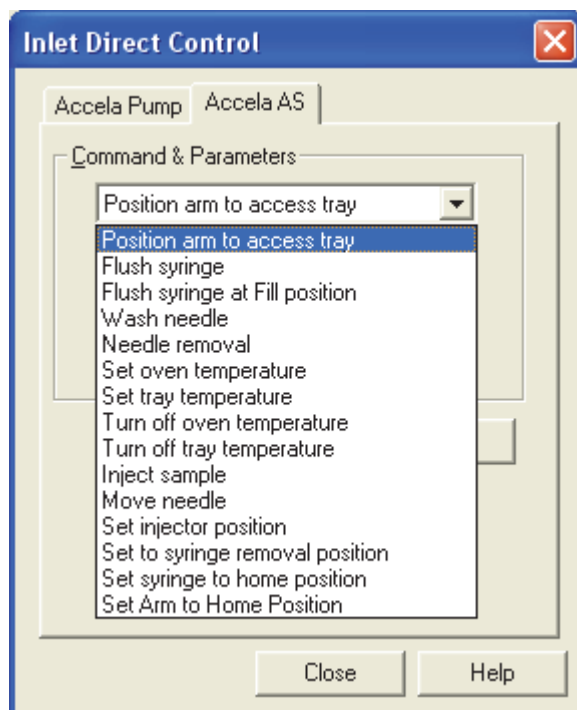 Inlet Direct Control
Accela Pump
Accela AS
Command & Parameters
Position arm to access tray
Position arm to access tray
Flush syringe
Flush syringe at Fill position
Wash needle
Needle removal
Set oven temperature
Set tray temperature
Turn off oven temperature
Turn off tray temperature
Inject sample
Move needle
Set injector position
Set to syringe removal position
Set syringe to home position
Set Arm to Home Position
Close
Help